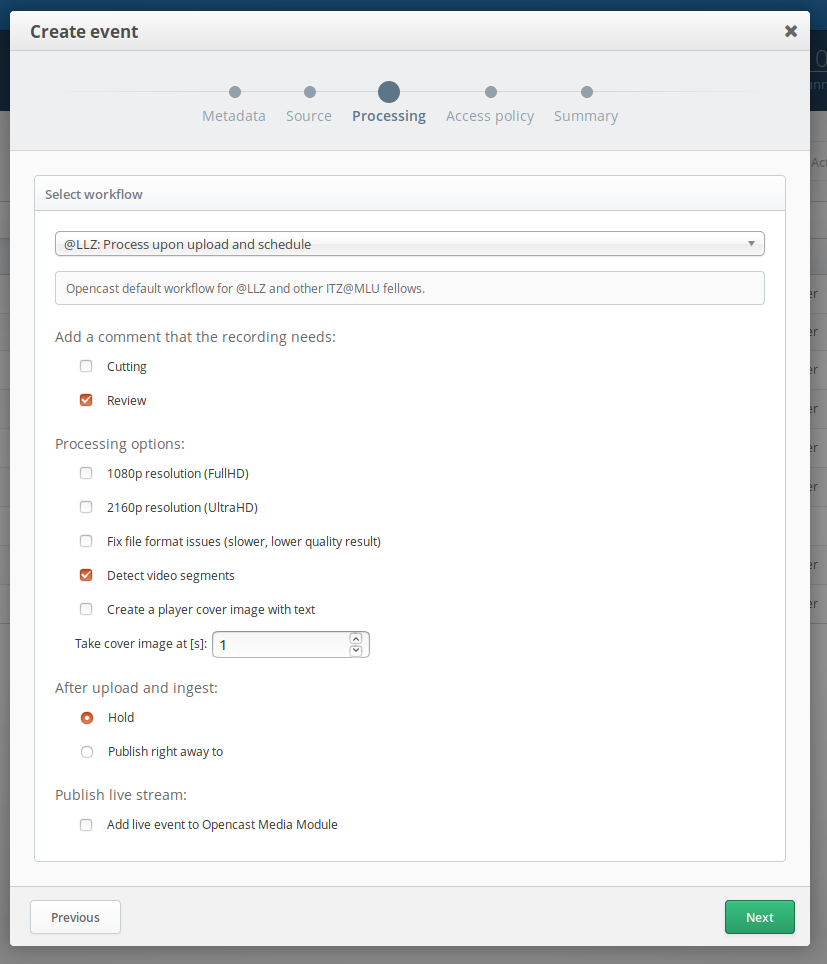 Create event
Metadata Source Processing Access policy Summary
Select workflow
@LLZ: Process upon upload and schedule
Opencast default workflow for @LLZ and other ITZ@MLU fellows.
Add a comment that the recording needs:
Cutting
Review
Processing options:
1080p resolution (FullHD)
2160p resolution (UltraHD)
Fix file format issues (slower, lower quality result)
Detect video segments
Create a player cover image with text
Take cover image at [s]: 1
After upload and ingest:
Hold
Publish right away to
Publish live stream:
Add live event to Opencast Media Module
Previous Next